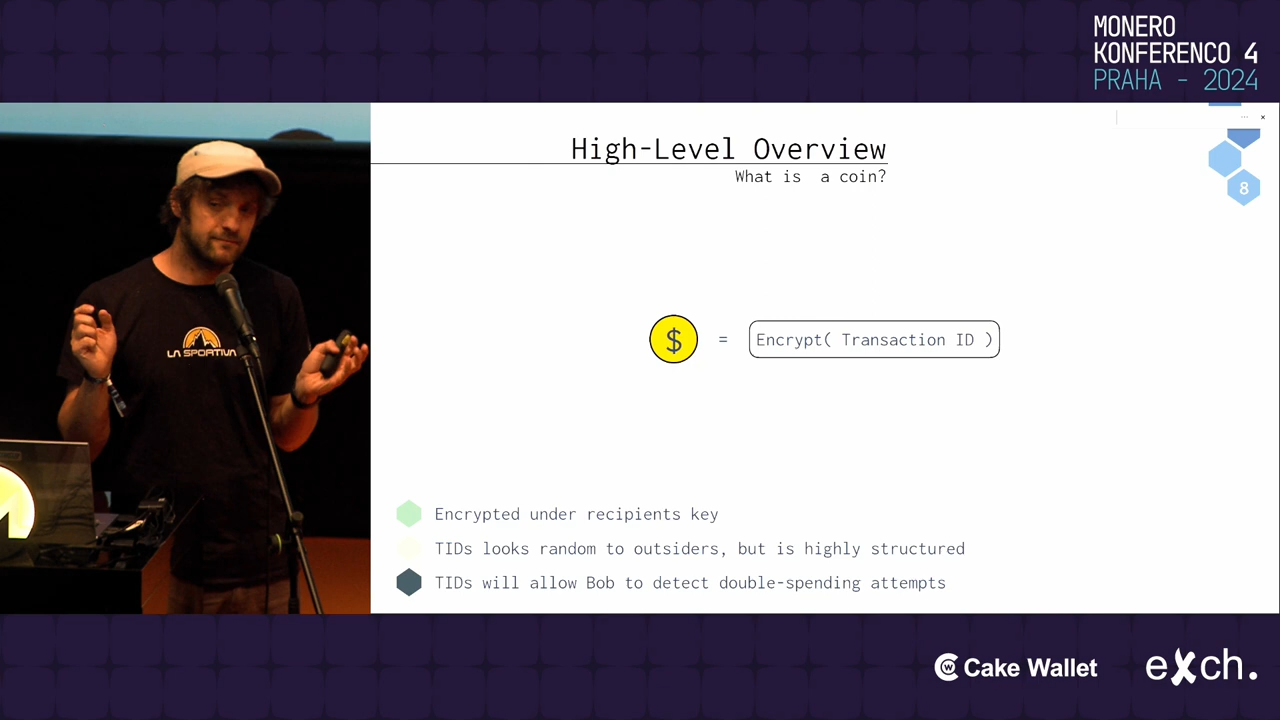 MONERO
KONFERENCO 4
PRAHA - 2024
High-Level Overview
What is a coin?
8
$ = Encrypt( Transaction ID )
LA SPORTIVA
Encrypted under recipients key
TIDs looks random to outsiders, but is highly structured
TIDs will allow Bob to detect double-spending attempts
Cake Wallet
exch.